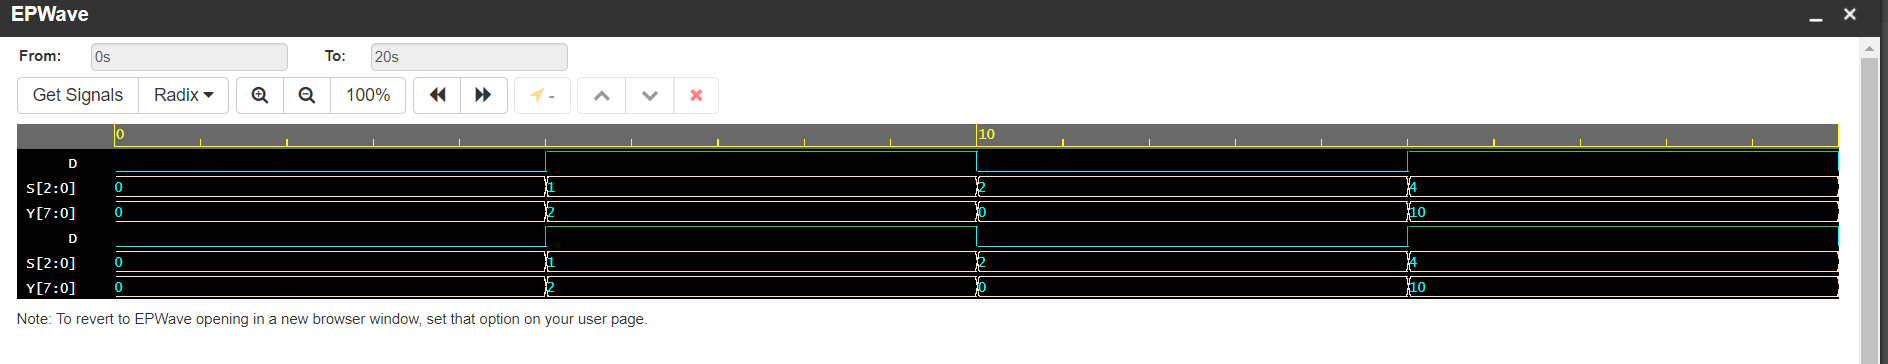 EPWave
From: 0s To: 20s
Get Signals Radix 100% -
0 10
D
S[2:0] 0 1 2 4
Y[7:0] 0 2 0 10
D
S[2:0] 0 1 2 4
Y[7:0] 0 2 0 10
Note: To revert to EPWave opening in a new browser window, set that option on your user page.